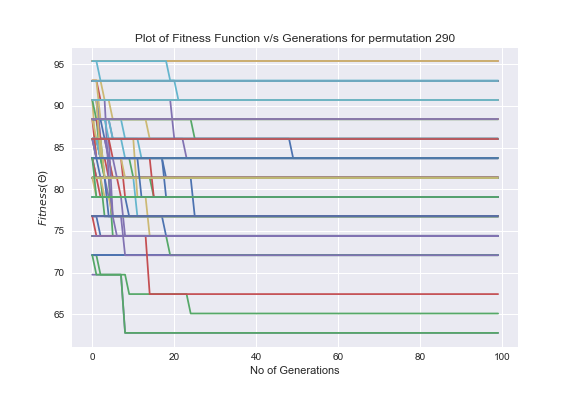 Plot of Fitness Function v/s Generations for permutation 290
95
90
85
80
75
70
65
Fitness(Θ)
0 20 40 60 80 100
No of Generations